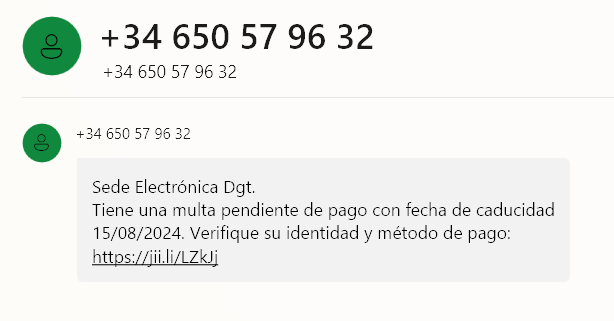 +34 650 57 96 32
+34 650 57 96 32
+34 650 57 96 32
Sede Electrónica Dgt.
Tiene una multa pendiente de pago con fecha de caducidad
15/08/2024. Verifique su identidad y método de pago:
https://jii.li/LZkJj